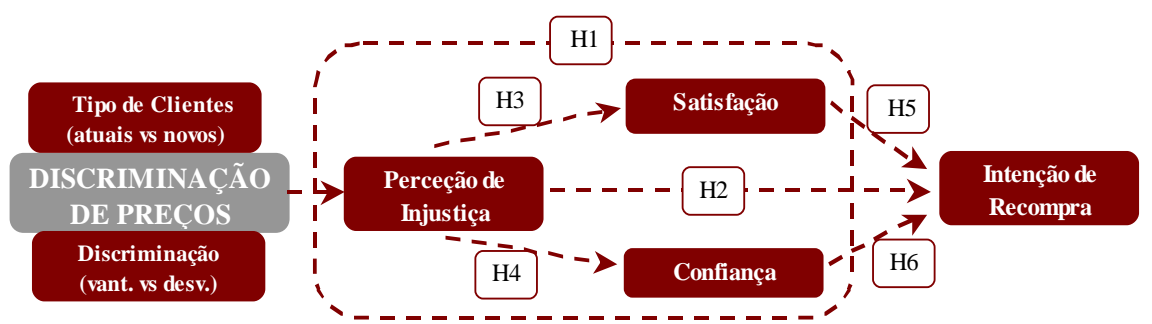 H1
Tipo de Clientes
(atuais vs novos)
DISCRIMINAÇÃO
DE PREÇOS
Discriminação
(vant. vs desv.)
Perceção de
Injustiça
H3
Satisfação
H5
H2
Intenção de
Recompra
H4
Confiança
H6